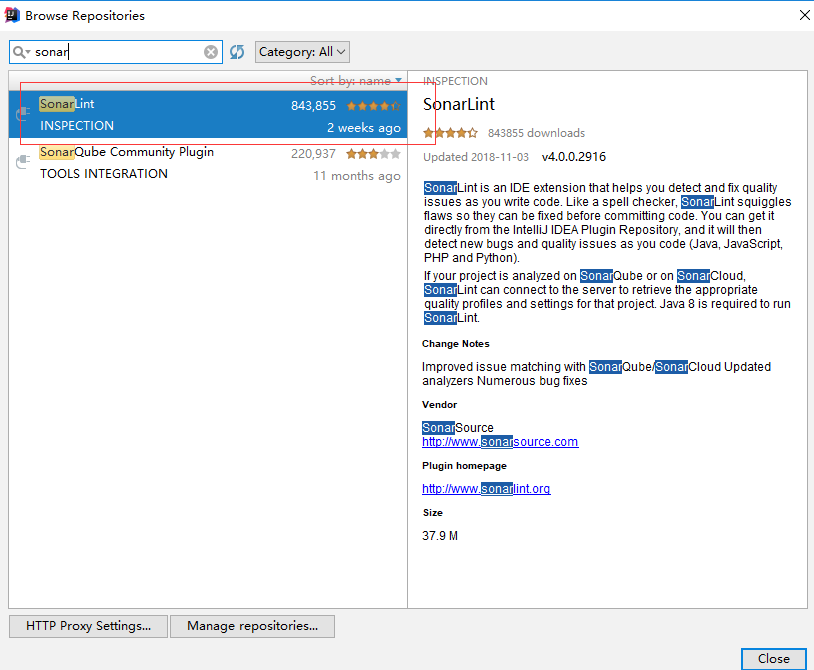 Browse Repositories
sonar
Category: All
Sort by: name
SonarLint 843,855
INSPECTION 2 weeks ago
SonarQube Community Plugin 220,937
TOOLS INTEGRATION 11 months ago
INSPECTION
SonarLint
843855 downloads
Updated 2018-11-03 v4.0.0.2916
SonarLint is an IDE extension that helps you detect and fix quality
issues as you write code. Like a spell checker, SonarLint squiggles
flaws so they can be fixed before committing code. You can get it
directly from the IntelliJ IDEA Plugin Repository, and it will then
detect new bugs and quality issues as you code (Java, JavaScript,
PHP and Python).
If your project is analyzed on SonarQube or on SonarCloud,
SonarLint can connect to the server to retrieve the appropriate
quality profiles and settings for that project. Java 8 is required to run
SonarLint.
Change Notes
Improved issue matching with SonarQube/SonarCloud Updated
analyzers Numerous bug fixes
Vendor
SonarSource
http://www.sonarsource.com
Plugin homepage
http://www.sonarlint.org
Size
37.9 M
HTTP Proxy Settings... Manage repositories...
Close